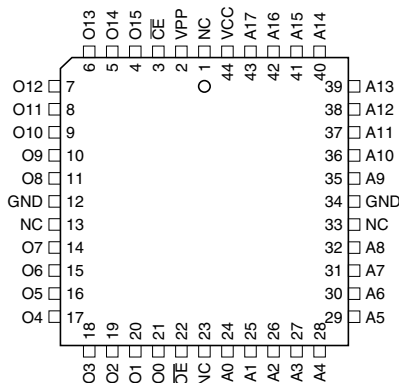 O13 O14 O15 C̅E̅ VPP NC VCC A17 A16 A15 A14
6 5 4 3 2 1 44 43 42 41 40
O12 7 39 A13
O11 8 38 A12
O10 9 37 A11
O9 10 36 A10
O8 11 35 A9
GND 12 34 GND
NC 13 33 NC
O7 14 32 A8
O6 15 31 A7
O5 16 30 A6
O4 17 29 A5
18 19 20 21 22 23 24 25 26 27 28
O3 O2 O1 O0 O̅E̅ NC A0 A1 A2 A3 A4